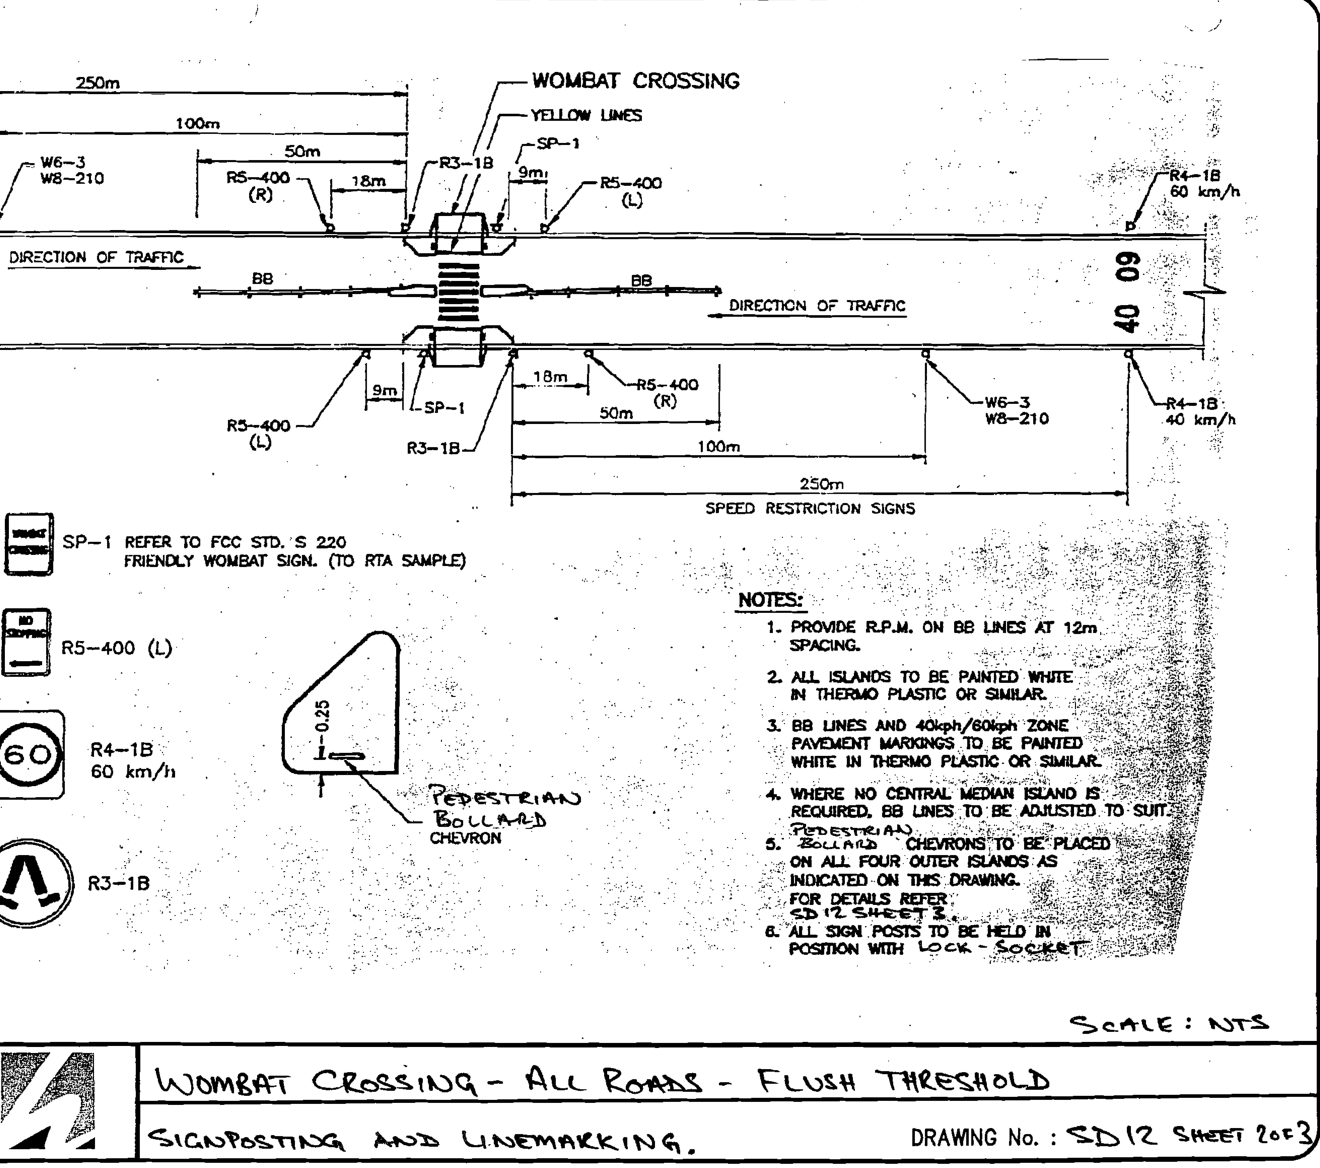 250m
WOMBAT CROSSING
100m
YELLOW LINES
50m
SP-1
W6-3
W8-210
R5-400
(R)
18m
R3-1B
9m
R5-400
(L)
R4-1B
60 km/h
DIRECTION OF TRAFFIC
BB
BB
60
DIRECTION OF TRAFFIC
40
9m
SP-1
18m
R5-400
(R)
50m
W6-3
W8-210
R4-1B
40 km/h
R5-400
(L)
R3-1B
100m
250m
SPEED RESTRICTION SIGNS
WOMBAT
CROSSING
SP-1 REFER TO FCC STD. S 220
FRIENDLY WOMBAT SIGN. (TO RTA SAMPLE)
NO
STOPPING
R5-400 (L)
60
R4-1B
60 km/h
R3-1B
0.25
PEDESTRIAN
BOLLARD
CHEVRON
NOTES:
1. PROVIDE R.P.M. ON BB LINES AT 12m
SPACING.
2. ALL ISLANDS TO BE PAINTED WHITE
IN THERMO PLASTIC OR SIMILAR.
3. BB LINES AND 40kph/60kph ZONE
PAVEMENT MARKINGS TO BE PAINTED
WHITE IN THERMO PLASTIC OR SIMILAR.
4. WHERE NO CENTRAL MEDIAN ISLAND IS
REQUIRED, BB LINES TO BE ADJUSTED TO SUIT.
PEDESTRIAN
5. BOLLARD CHEVRONS TO BE PLACED
ON ALL FOUR OUTER ISLANDS AS
INDICATED ON THIS DRAWING.
FOR DETAILS REFER
SD12 SHEET 3.
6. ALL SIGN POSTS TO BE HELD IN
POSITION WITH LOCK-SOCKET
SCALE: NTS
WOMBAT CROSSING - ALL ROADS - FLUSH THRESHOLD
SIGNPOSTING AND LINEMARKING.
DRAWING No. : SD12 SHEET 2 OF 3